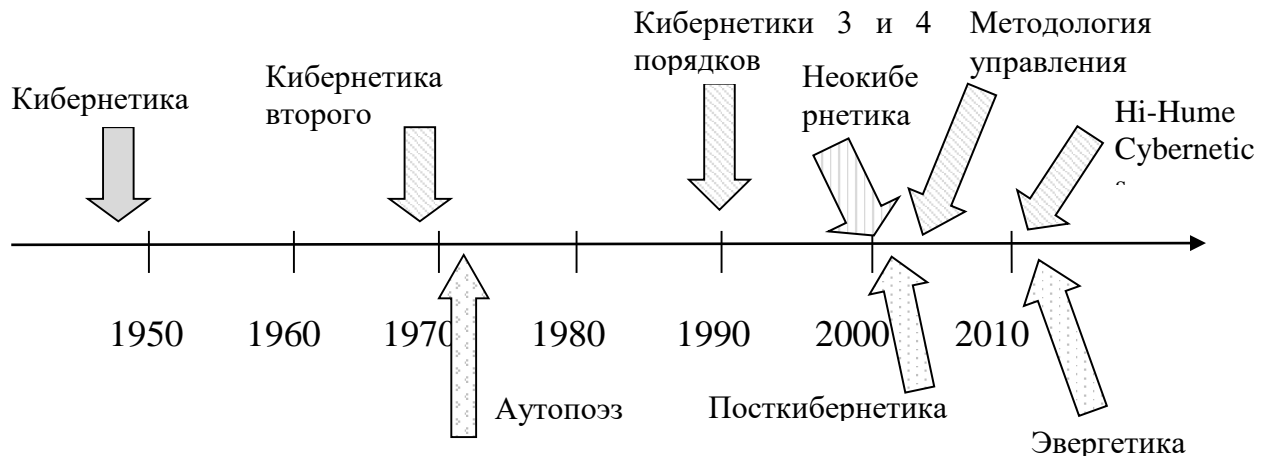 Кибернетики 3 и 4
порядков
Методология
управления
Кибернетика
второго
Неокибе
рнетика
Кибернетика
Hi-Hume
Cybernetic
1950 1960 1970 1980 1990 2000 2010
Аутопоэз
Посткибернетика
Эвергетика